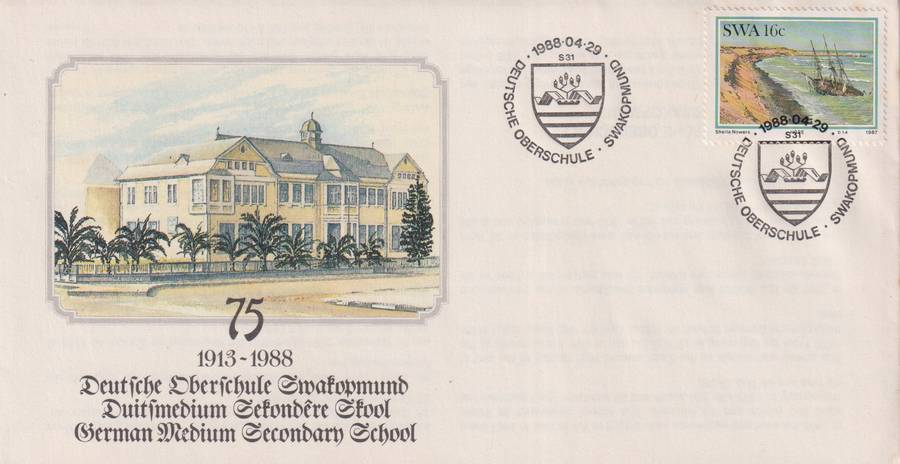 SWA 16c
Sheila Nowers
D14 1987
1988·04·29
S31
DEUTSCHE OBERSCHULE · SWAKOPMUND
1988·04·29
S31
DEUTSCHE OBERSCHULE · SWAKOPMUND
75
1913-1988
Deutſche Oberſchule Swakopmund
Duitſmedium Sekondêre Skool
German Medium Secondary School